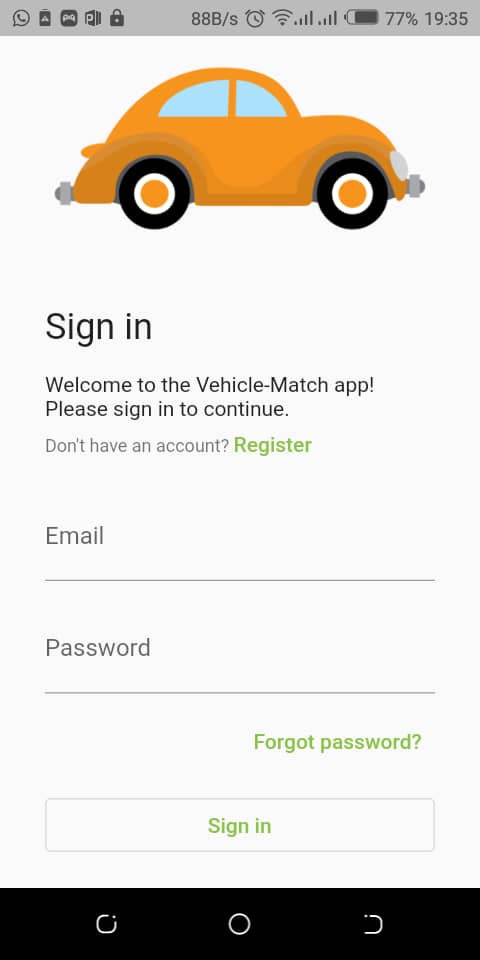 88B/s 77% 19:35
Sign in
Welcome to the Vehicle-Match app!
Please sign in to continue.
Don't have an account? Register
Email
Password
Forgot password?
Sign in